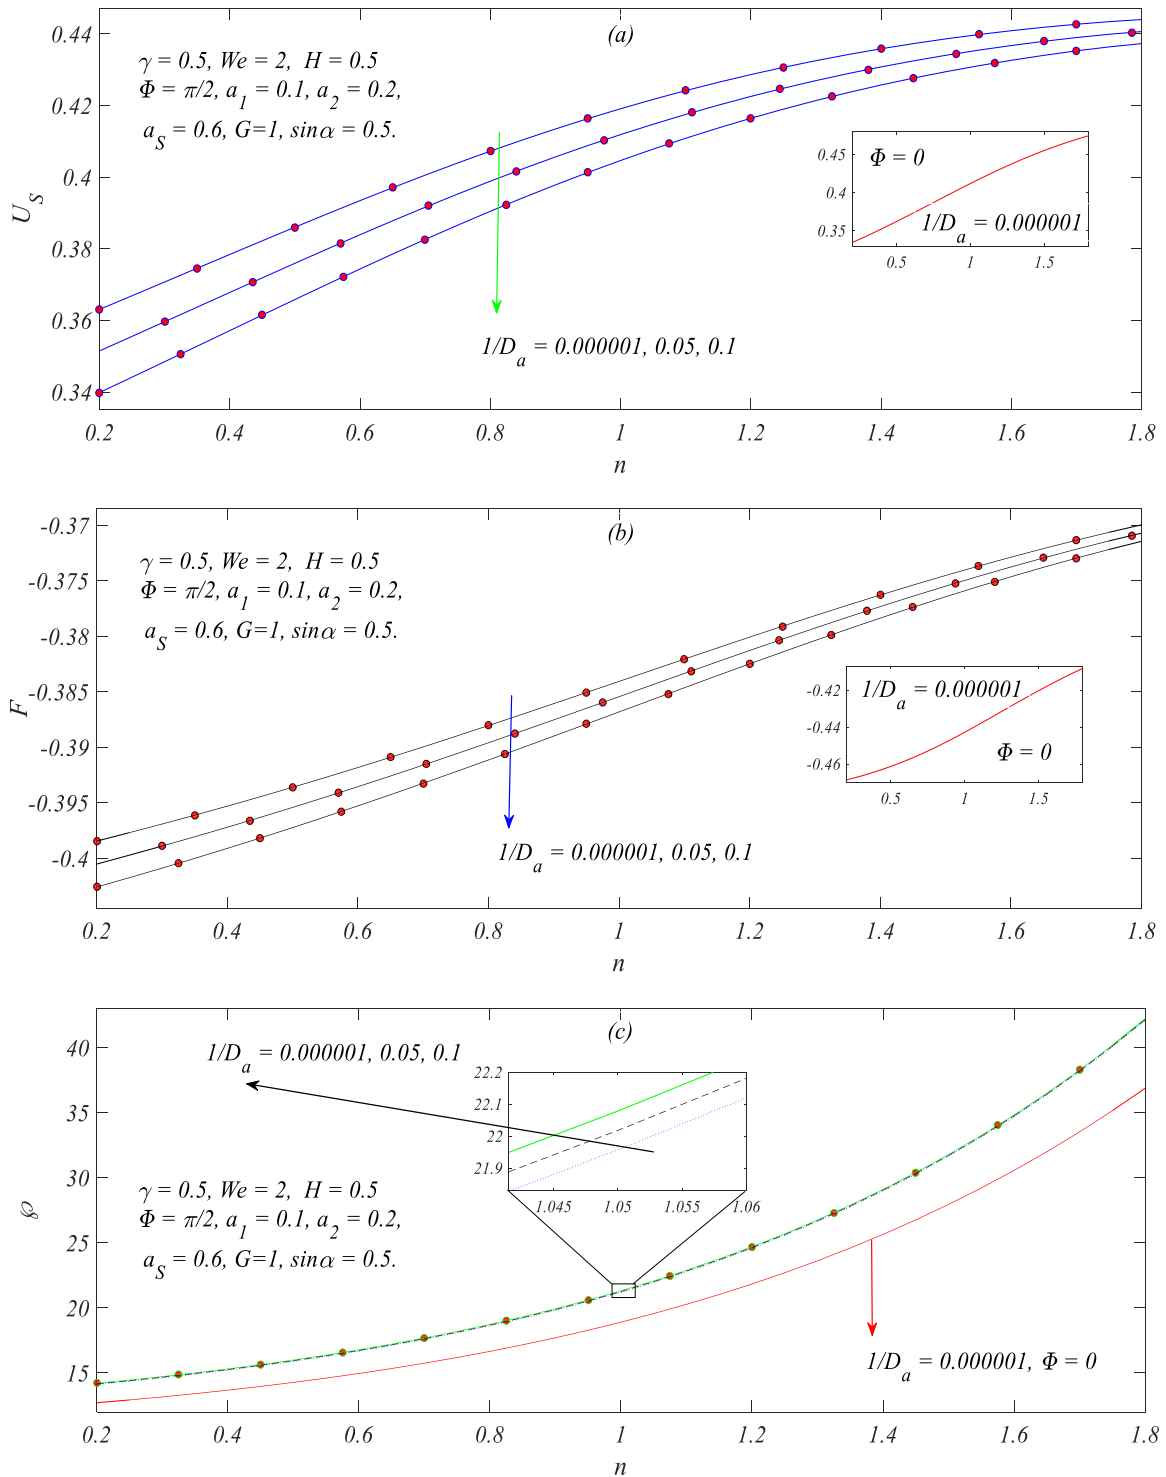 (a)
γ = 0.5, We = 2, H = 0.5
Φ = π/2, a1 = 0.1, a2 = 0.2,
aS = 0.6, G=1, sinα = 0.5.
0.44
0.42
0.4
0.38
0.36
0.34
US
Φ = 0
1/Da = 0.000001
0.45
0.4
0.35
0.5 1 1.5
1/Da = 0.000001, 0.05, 0.1
0.2 0.4 0.6 0.8 1 1.2 1.4 1.6 1.8
n
(b)
γ = 0.5, We = 2, H = 0.5
Φ = π/2, a1 = 0.1, a2 = 0.2,
aS = 0.6, G=1, sinα = 0.5.
-0.37
-0.375
-0.38
-0.385
-0.39
-0.395
-0.4
F
1/Da = 0.000001
Φ = 0
-0.42
-0.44
-0.46
0.5 1 1.5
1/Da = 0.000001, 0.05, 0.1
0.2 0.4 0.6 0.8 1 1.2 1.4 1.6 1.8
n
(c)
1/Da = 0.000001, 0.05, 0.1
22.2
22.1
22
21.9
1.045 1.05 1.055 1.06
γ = 0.5, We = 2, H = 0.5
Φ = π/2, a1 = 0.1, a2 = 0.2,
aS = 0.6, G=1, sinα = 0.5.
40
35
30
25
20
15
℘
1/Da = 0.000001, Φ = 0
0.2 0.4 0.6 0.8 1 1.2 1.4 1.6 1.8
n